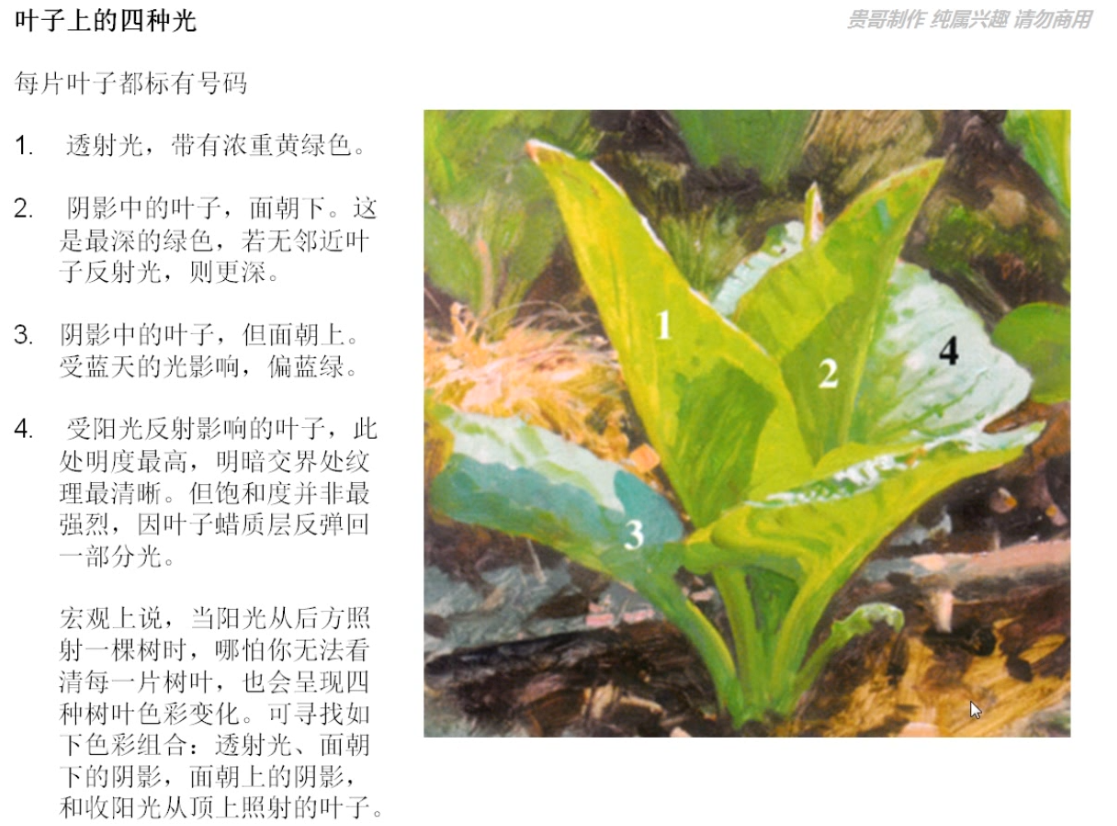 叶子上的四种光
贵哥制作 纯属兴趣 请勿商用
每片叶子都标有号码
1. 透射光，带有浓重黄绿色。
2. 阴影中的叶子，面朝下。这
是最深的绿色，若无邻近叶
子反射光，则更深。
3. 阴影中的叶子，但面朝上。
受蓝天的光影响，偏蓝绿。
4. 受阳光反射影响的叶子，此
处明度最高，明暗交界处纹
理最清晰。但饱和度并非最
强烈，因叶子蜡质层反弹回
一部分光。
宏观上说，当阳光从后方照
射一棵树时，哪怕你无法看
清每一片树叶，也会呈现四
种树叶色彩变化。可寻找如
下色彩组合：透射光、面朝
下的阴影，面朝上的阴影，
和收阳光从顶上照射的叶子。
1
2
4
3